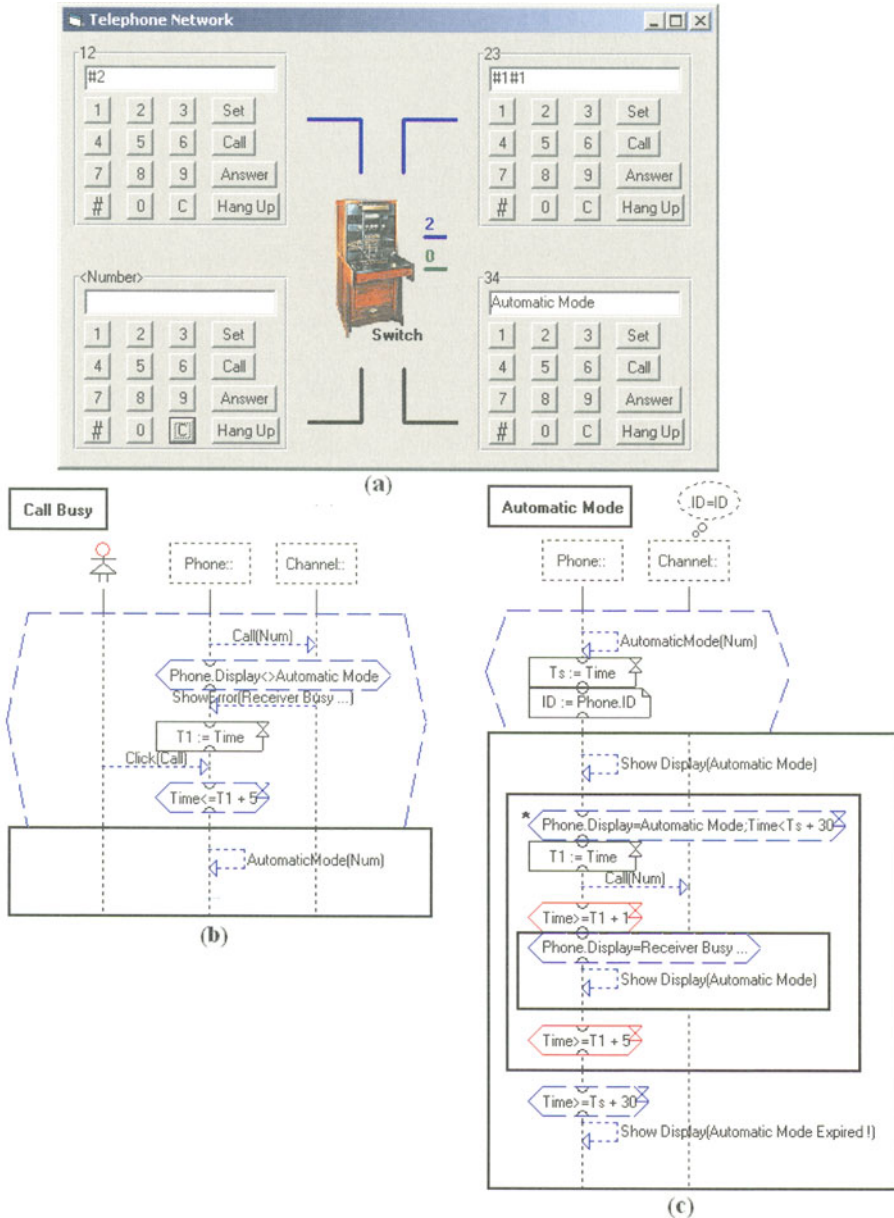 Telephone Network
12
#2
1 2 3 Set
4 5 6 Call
7 8 9 Answer
# 0 C Hang Up
23
#1#1
1 2 3 Set
4 5 6 Call
7 8 9 Answer
# 0 C Hang Up
2
0
Switch
<Number>
1 2 3 Set
4 5 6 Call
7 8 9 Answer
# 0 C Hang Up
34
Automatic Mode
1 2 3 Set
4 5 6 Call
7 8 9 Answer
# 0 C Hang Up
(a)
Call Busy
Phone::
Channel::
Call(Num)
Phone.Display<>Automatic Mode
ShowError(Receiver Busy ...)
T1 := Time
Click(Call)
Time<=T1 + 5
AutomaticMode(Num)
(b)
Automatic Mode
.ID=ID
Phone::
Channel::
AutomaticMode(Num)
Ts := Time
ID := Phone.ID
Show Display(Automatic Mode)
*
Phone.Display=Automatic Mode;Time<Ts + 30
T1 := Time
Call(Num)
Time>=T1 + 1
Phone.Display=Receiver Busy ...
Show Display(Automatic Mode)
Time>=T1 + 5
Time>=Ts + 30
Show Display(Automatic Mode Expired !)
(c)